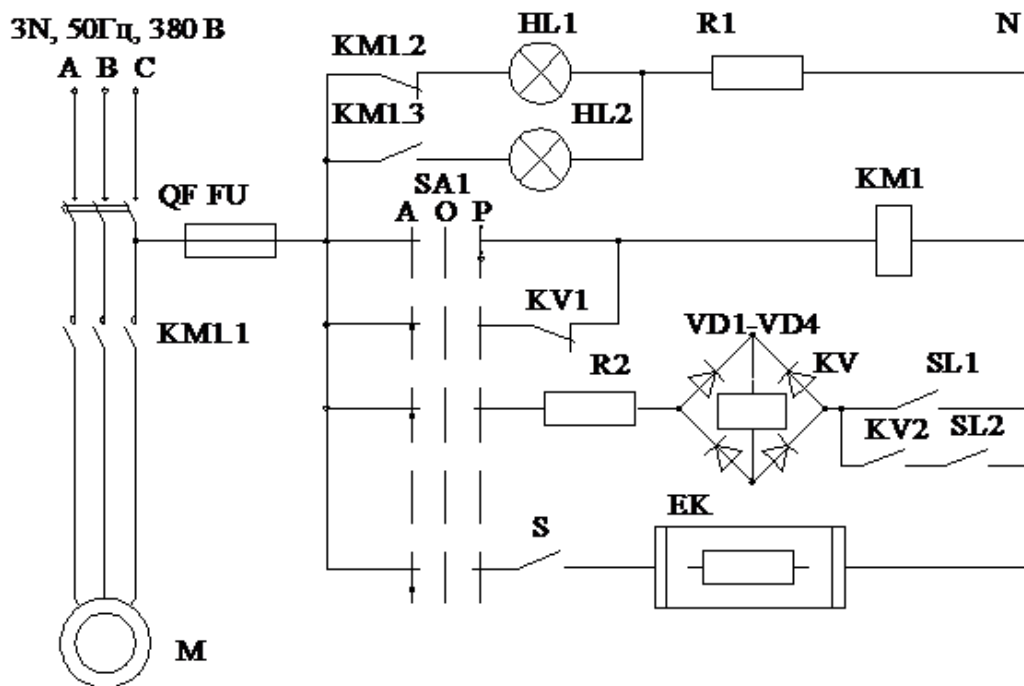 3N, 50Гц, 380 В
A B C
KM1.2
HL1
R1
N
KM1.3
HL2
QF FU
SA1
A O P
KM1
KM1.1
KV1
VD1-VD4
R2
KV
SL1
KV2
SL2
S
EK
M